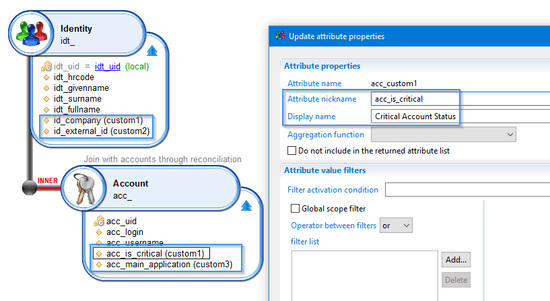 Identity
idt_
idt_uid = idt_uid (local)
idt_hrcode
idt_givenname
idt_surname
idt_fullname
id_company (custom1)
id_external_id (custom2)
Join with accounts through reconciliation
INNER
Account
acc_
acc_uid
acc_login
acc_username
acc_is_critical (custom1)
acc_main_application (custom3)
Update attribute properties
Attribute properties
Attribute name acc_custom1
Attribute nickname acc_is_critical
Display name Critical Account Status
Aggregation function
Do not include in the returned attribute list
Attribute value filters
Filter activation condition
Global scope filter
Operator between filters or
filter list
Add...
Delete